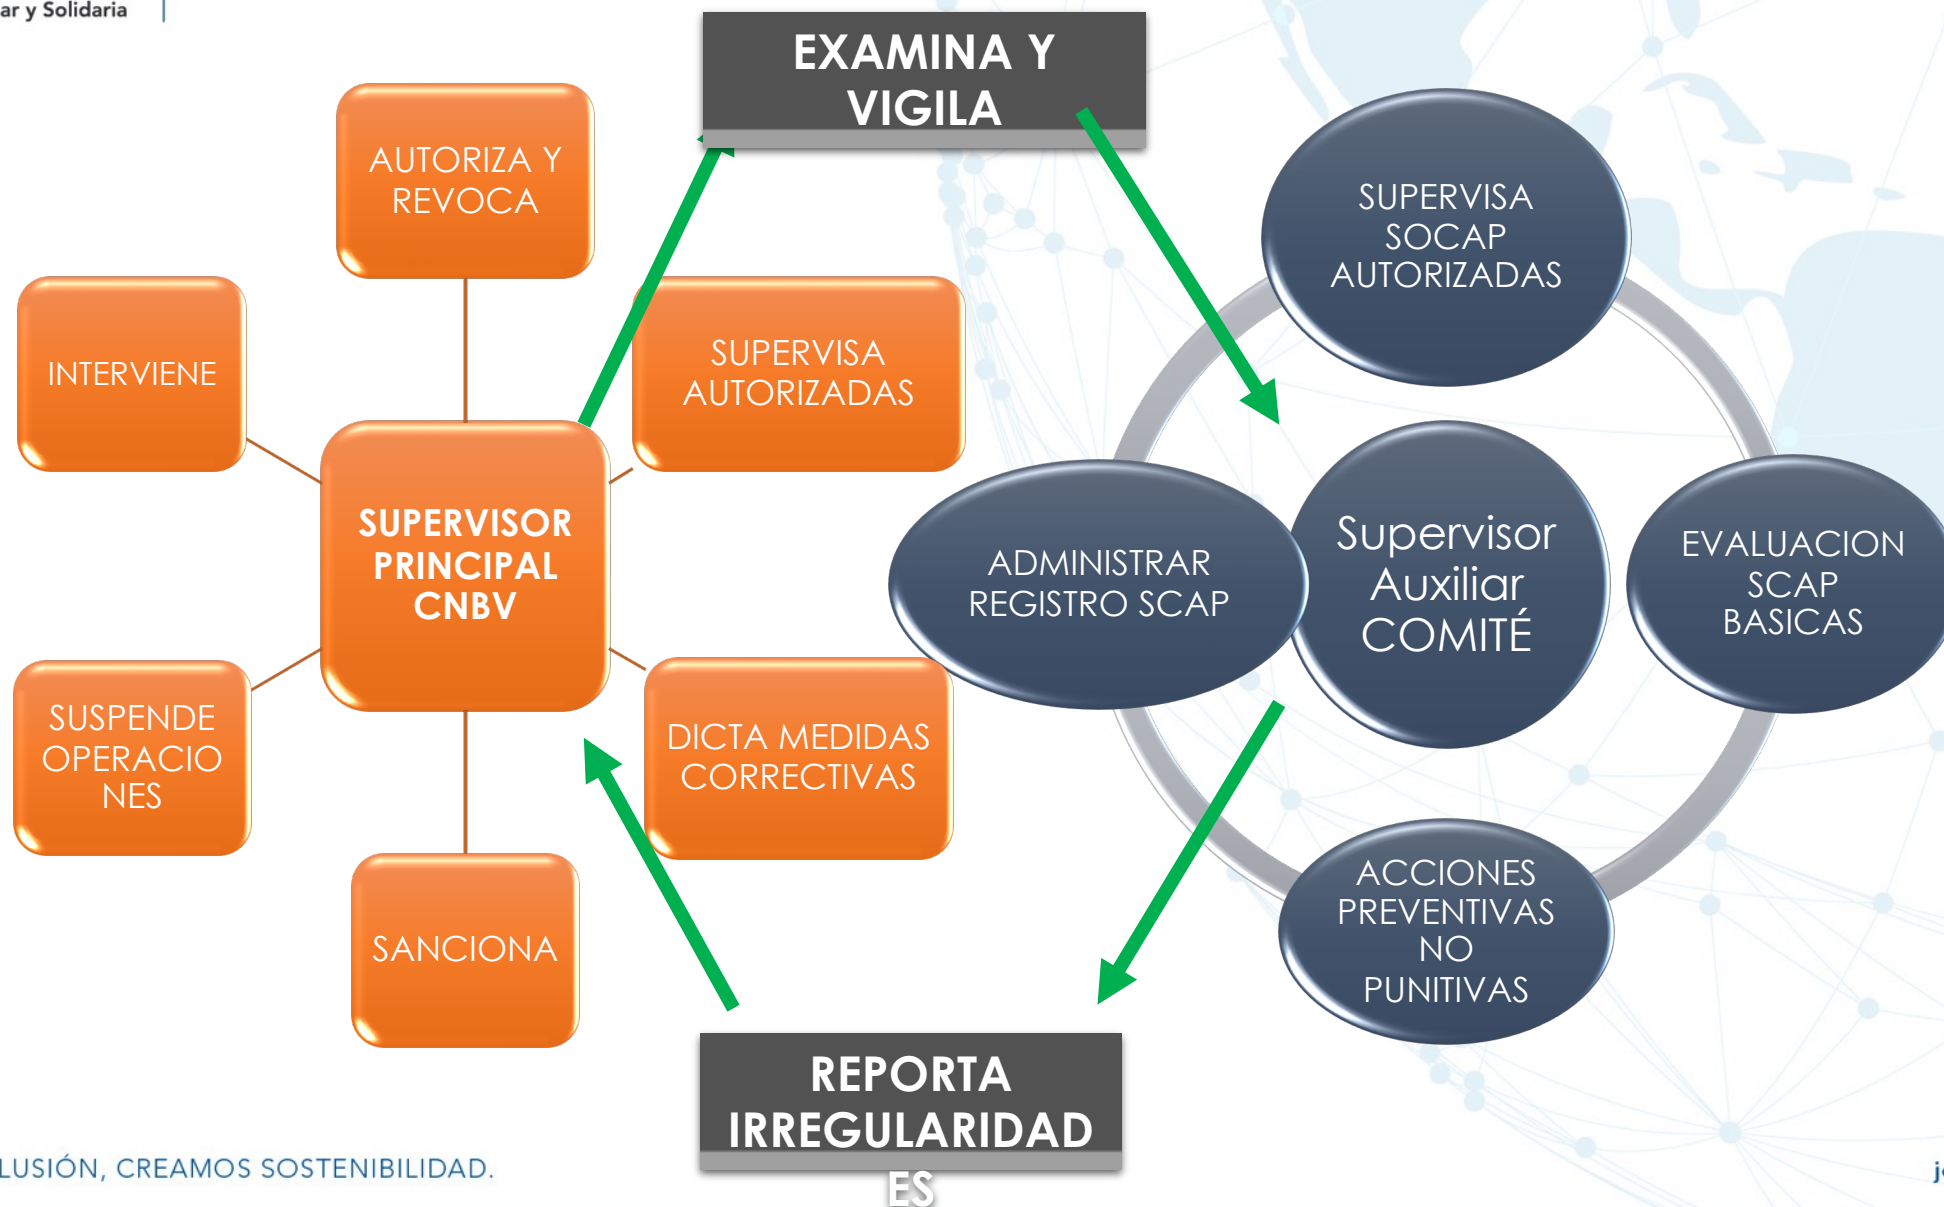 ar y Solidaria
EXAMINA Y
VIGILA
AUTORIZA Y
REVOCA
INTERVIENE
SUPERVISA
AUTORIZADAS
SUPERVISOR
PRINCIPAL
CNBV
SUSPENDE
OPERACIO
NES
DICTA MEDIDAS
CORRECTIVAS
SANCIONA
SUPERVISA
SOCAP
AUTORIZADAS
ADMINISTRAR
REGISTRO SCAP
Supervisor
Auxiliar
COMITÉ
EVALUACION
SCAP
BASICAS
ACCIONES
PREVENTIVAS
NO
PUNITIVAS
REPORTA
IRREGULARIDAD
ES
LUSIÓN, CREAMOS SOSTENIBILIDAD.